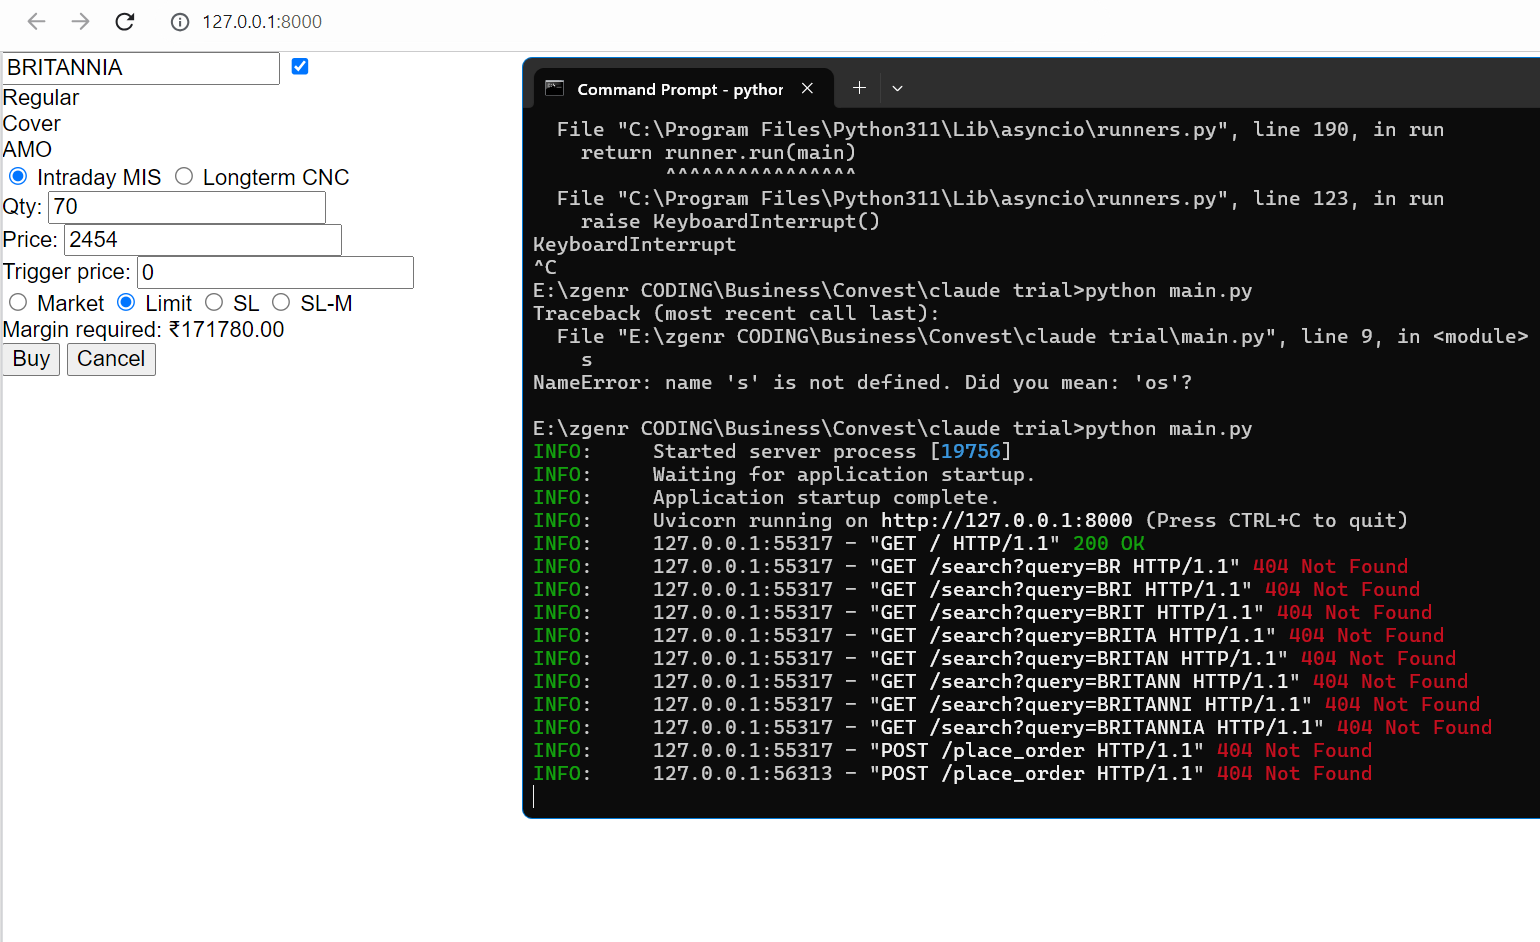 127.0.0.1:8000
BRITANNIA
Regular
Cover
AMO
Intraday MIS Longterm CNC
Qty: 70
Price: 2454
Trigger price: 0
Market Limit SL SL-M
Margin required: ₹171780.00
Buy Cancel
Command Prompt - python
File "C:\Program Files\Python311\Lib\asyncio\runners.py", line 190, in run
return runner.run(main)
^^^^^^^^^^^^^^^^
File "C:\Program Files\Python311\Lib\asyncio\runners.py", line 123, in run
raise KeyboardInterrupt()
KeyboardInterrupt
^C
E:\zgenr CODING\Business\Convest\claude trial>python main.py
Traceback (most recent call last):
File "E:\zgenr CODING\Business\Convest\claude trial\main.py", line 9, in <module>
s
NameError: name 's' is not defined. Did you mean: 'os'?
E:\zgenr CODING\Business\Convest\claude trial>python main.py
INFO: Started server process [19756]
INFO: Waiting for application startup.
INFO: Application startup complete.
INFO: Uvicorn running on http://127.0.0.1:8000 (Press CTRL+C to quit)
INFO: 127.0.0.1:55317 - "GET / HTTP/1.1" 200 OK
INFO: 127.0.0.1:55317 - "GET /search?query=BR HTTP/1.1" 404 Not Found
INFO: 127.0.0.1:55317 - "GET /search?query=BRI HTTP/1.1" 404 Not Found
INFO: 127.0.0.1:55317 - "GET /search?query=BRIT HTTP/1.1" 404 Not Found
INFO: 127.0.0.1:55317 - "GET /search?query=BRITA HTTP/1.1" 404 Not Found
INFO: 127.0.0.1:55317 - "GET /search?query=BRITAN HTTP/1.1" 404 Not Found
INFO: 127.0.0.1:55317 - "GET /search?query=BRITANN HTTP/1.1" 404 Not Found
INFO: 127.0.0.1:55317 - "GET /search?query=BRITANNI HTTP/1.1" 404 Not Found
INFO: 127.0.0.1:55317 - "GET /search?query=BRITANNIA HTTP/1.1" 404 Not Found
INFO: 127.0.0.1:55317 - "POST /place_order HTTP/1.1" 404 Not Found
INFO: 127.0.0.1:56313 - "POST /place_order HTTP/1.1" 404 Not Found